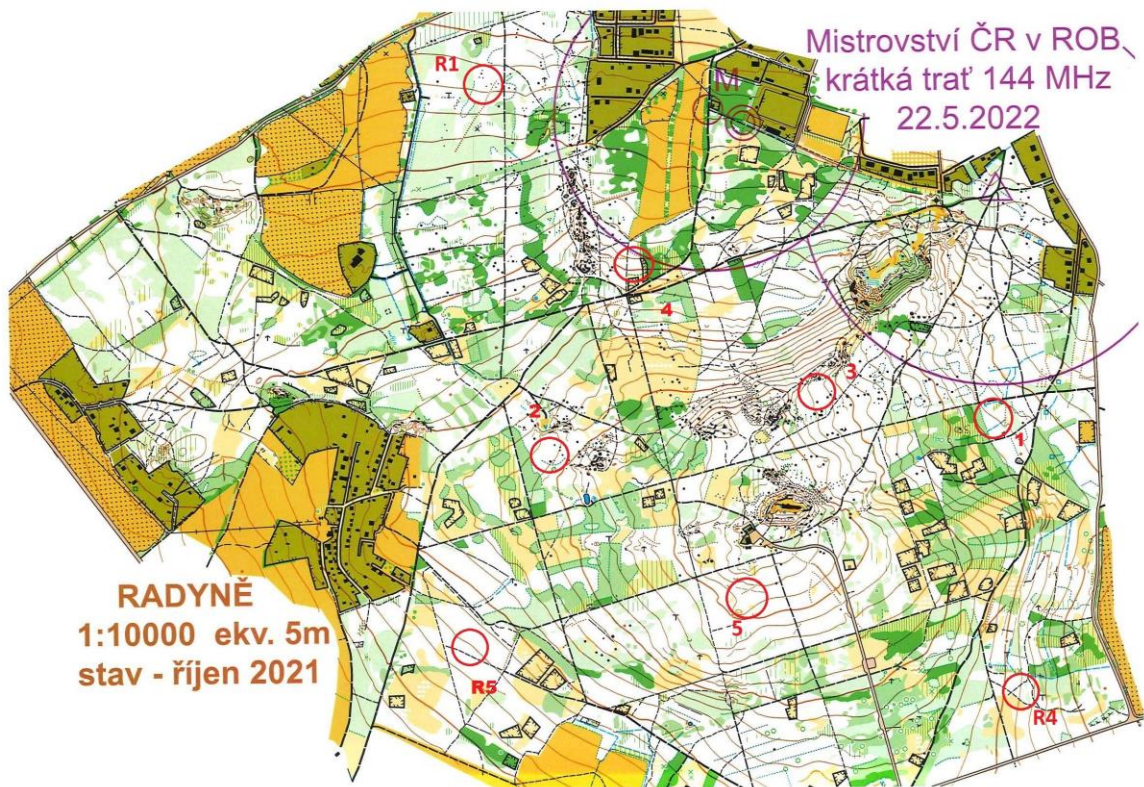 R1
M
Mistrovství ČR v ROB,
krátká trať 144 MHz
22.5.2022
4
3
2
1
5
RADYNĚ
1:10000 ekv. 5m
stav - říjen 2021
R5
R4